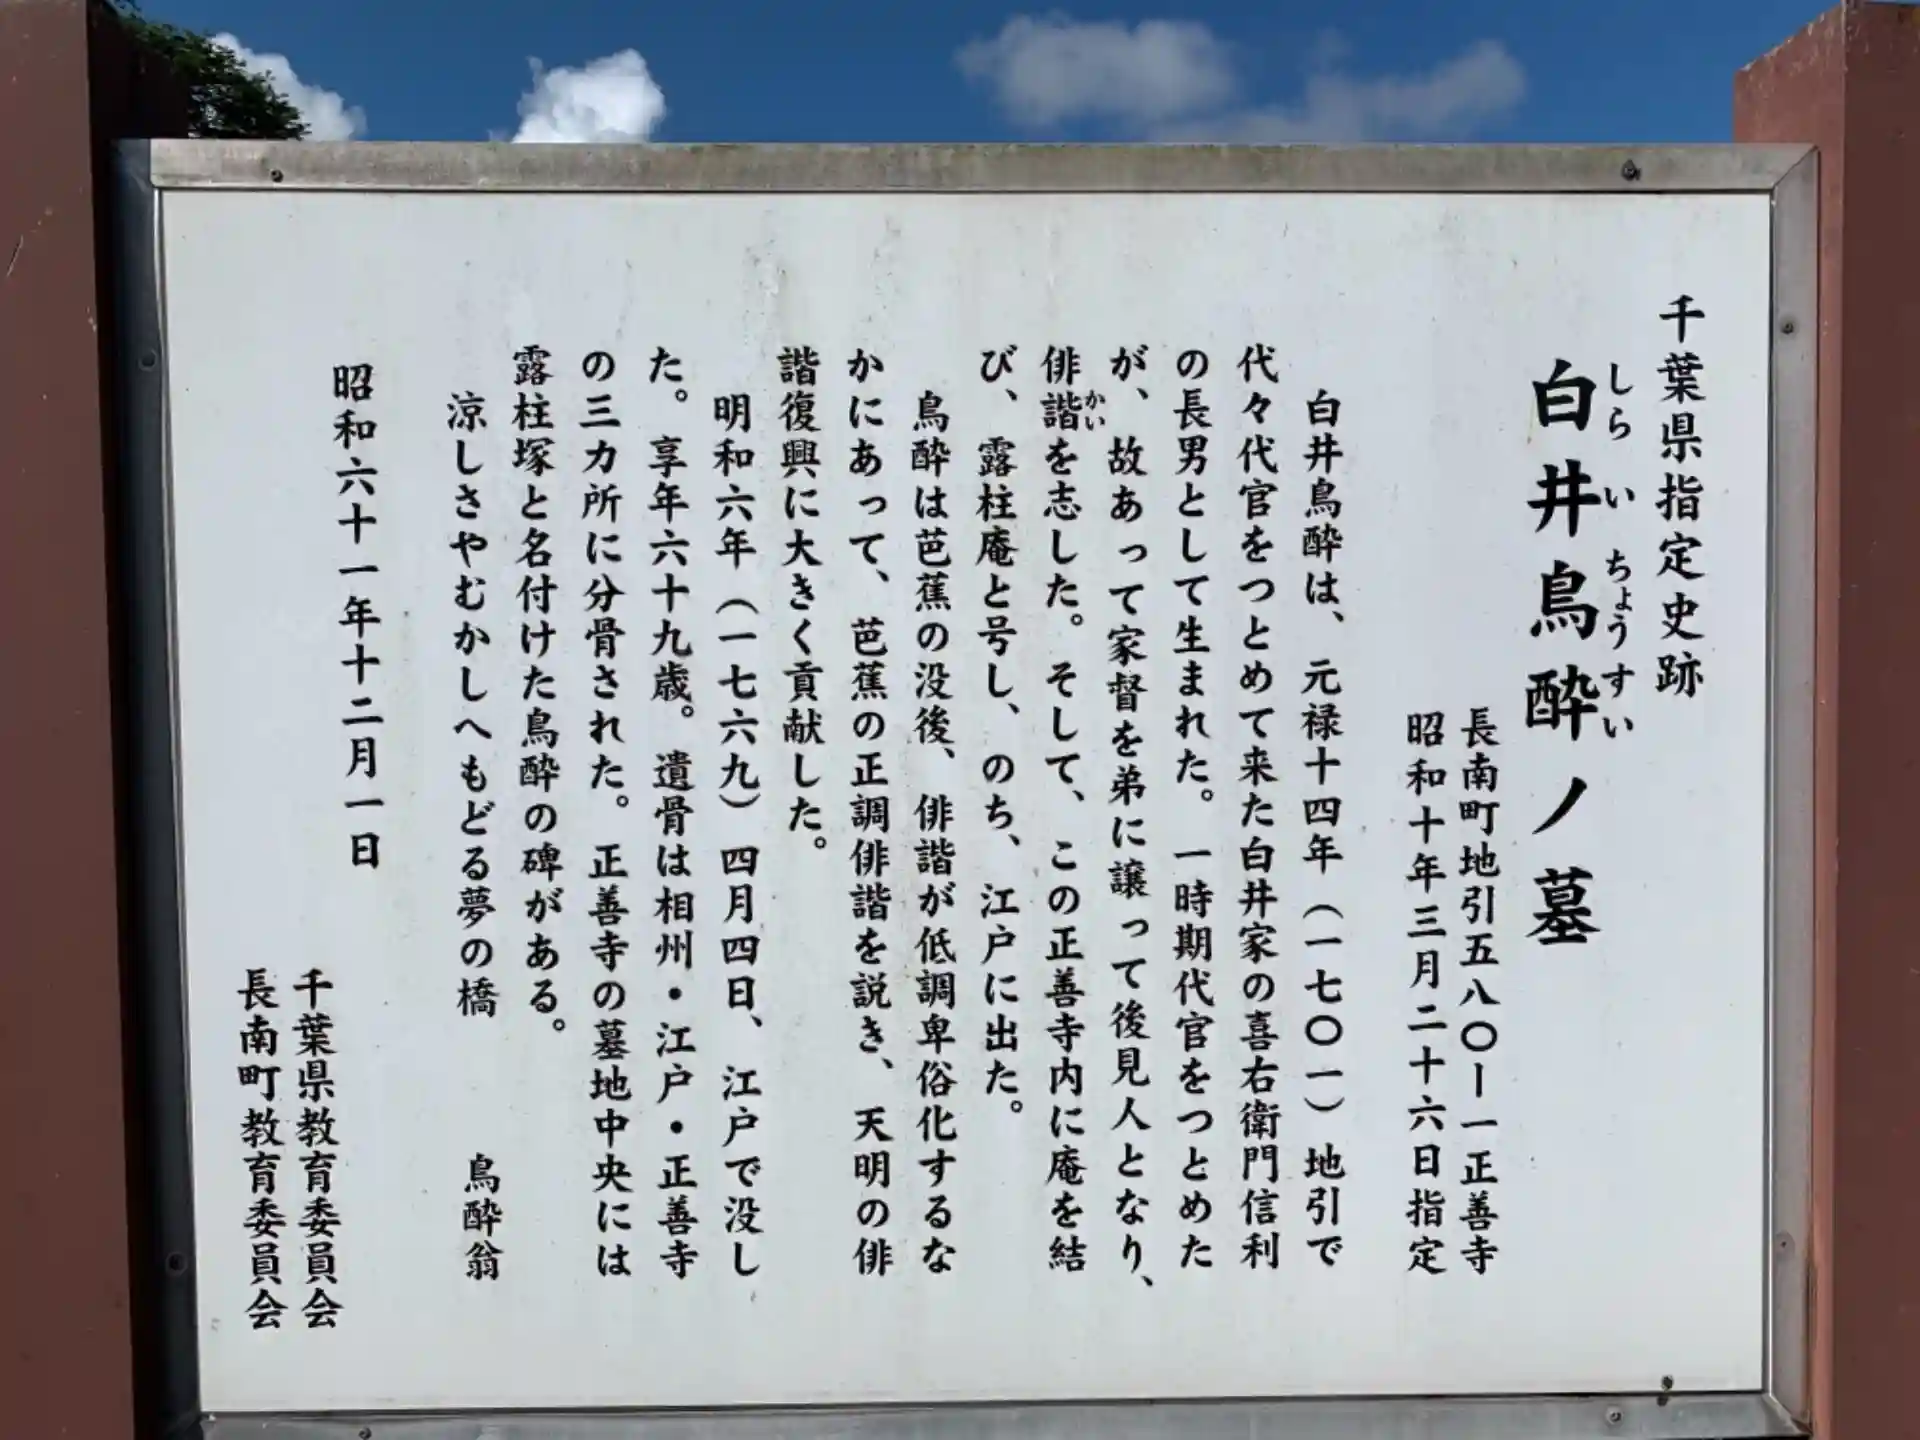 千葉県指定史跡
白井鳥酔ノ墓
しらいちょうすい
長南町地引五八〇ー一正善寺
昭和十年三月二十六日指定
白井鳥酔は、元禄十四年（一七〇一）地引で
代々代官をつとめて来た白井家の喜右衛門信利
の長男として生まれた。一時期代官をつとめた
が、故あって家督を弟に譲って後見人となり、
俳諧を志した。そして、この正善寺内に庵を結
かい
び、露柱庵と号し、のち、江戸に出た。
鳥酔は芭蕉の没後、俳諧が低調卑俗化するな
かにあって、芭蕉の正調俳諧を説き、天明の俳
諧復興に大きく貢献した。
明和六年（一七六九）四月四日、江戸で没し
た。享年六十九歳。遺骨は相州・江戸・正善寺
の三カ所に分骨された。正善寺の墓地中央には
露柱塚と名付けた鳥酔の碑がある。
涼しさやむかしへもどる夢の橋　鳥酔翁
昭和六十一年十二月一日
千葉県教育委員会
長南町教育委員会